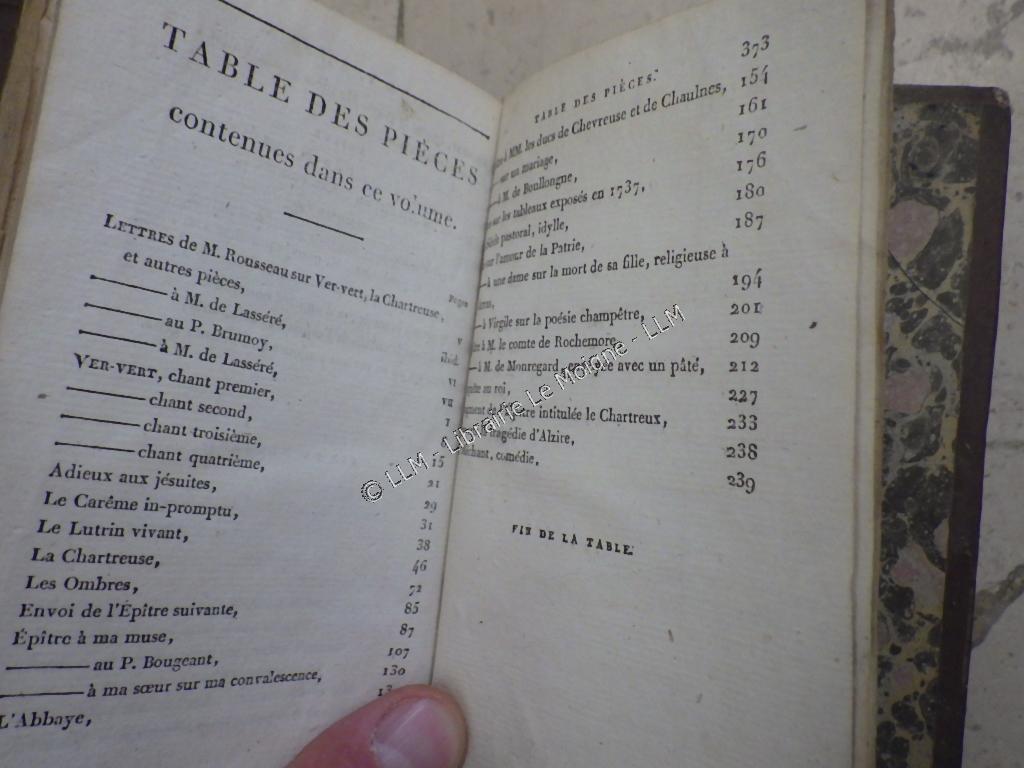 TABLE DES PIÈCES
contenues dans ce volume.
Pages
LETTRES de M. Rousseau sur Ver-vert, la Chartreuse,
et autres pièces, v
——— à M. de Lasséré, ibid.
——— au P. Brumoy, vi
——— à M. de Lasséré, vii
VER-VERT, chant premier,
——— chant second,
——— chant troisième, 15
——— chant quatrième, 21
Adieux aux jésuites, 29
Le Carême in-promptu, 31
Le Lutrin vivant, 38
La Chartreuse, 46
Les Ombres, 72
Envoi de l'Épître suivante, 85
Épître à ma muse, 87
——— au P. Bougeant, 107
——— à ma sœur sur ma convalescence, 130
L'Abbaye,
TABLE DES PIÈCES. 373
à MM. les ducs de Chevreuse et de Chaulnes,
sur un mariage, 154
à M. de Boullongne, 161
sur les tableaux exposés en 1737, 170
pastoral, idylle, 176
sur l'amour de la Patrie, 180
à une dame sur la mort de sa fille, religieuse à 187
— à Virgile sur la poésie champêtre, 194
à M. le comte de Rochemore, 201
— à M. de Monregard, avec un pâté, 209
au roi, 212
intitulée le Chartreux, 227
tragédie d'Alzire, 233
comédie, 238
239
FIN DE LA TABLE.
© LLM - Librairie Le Moigne - LLM